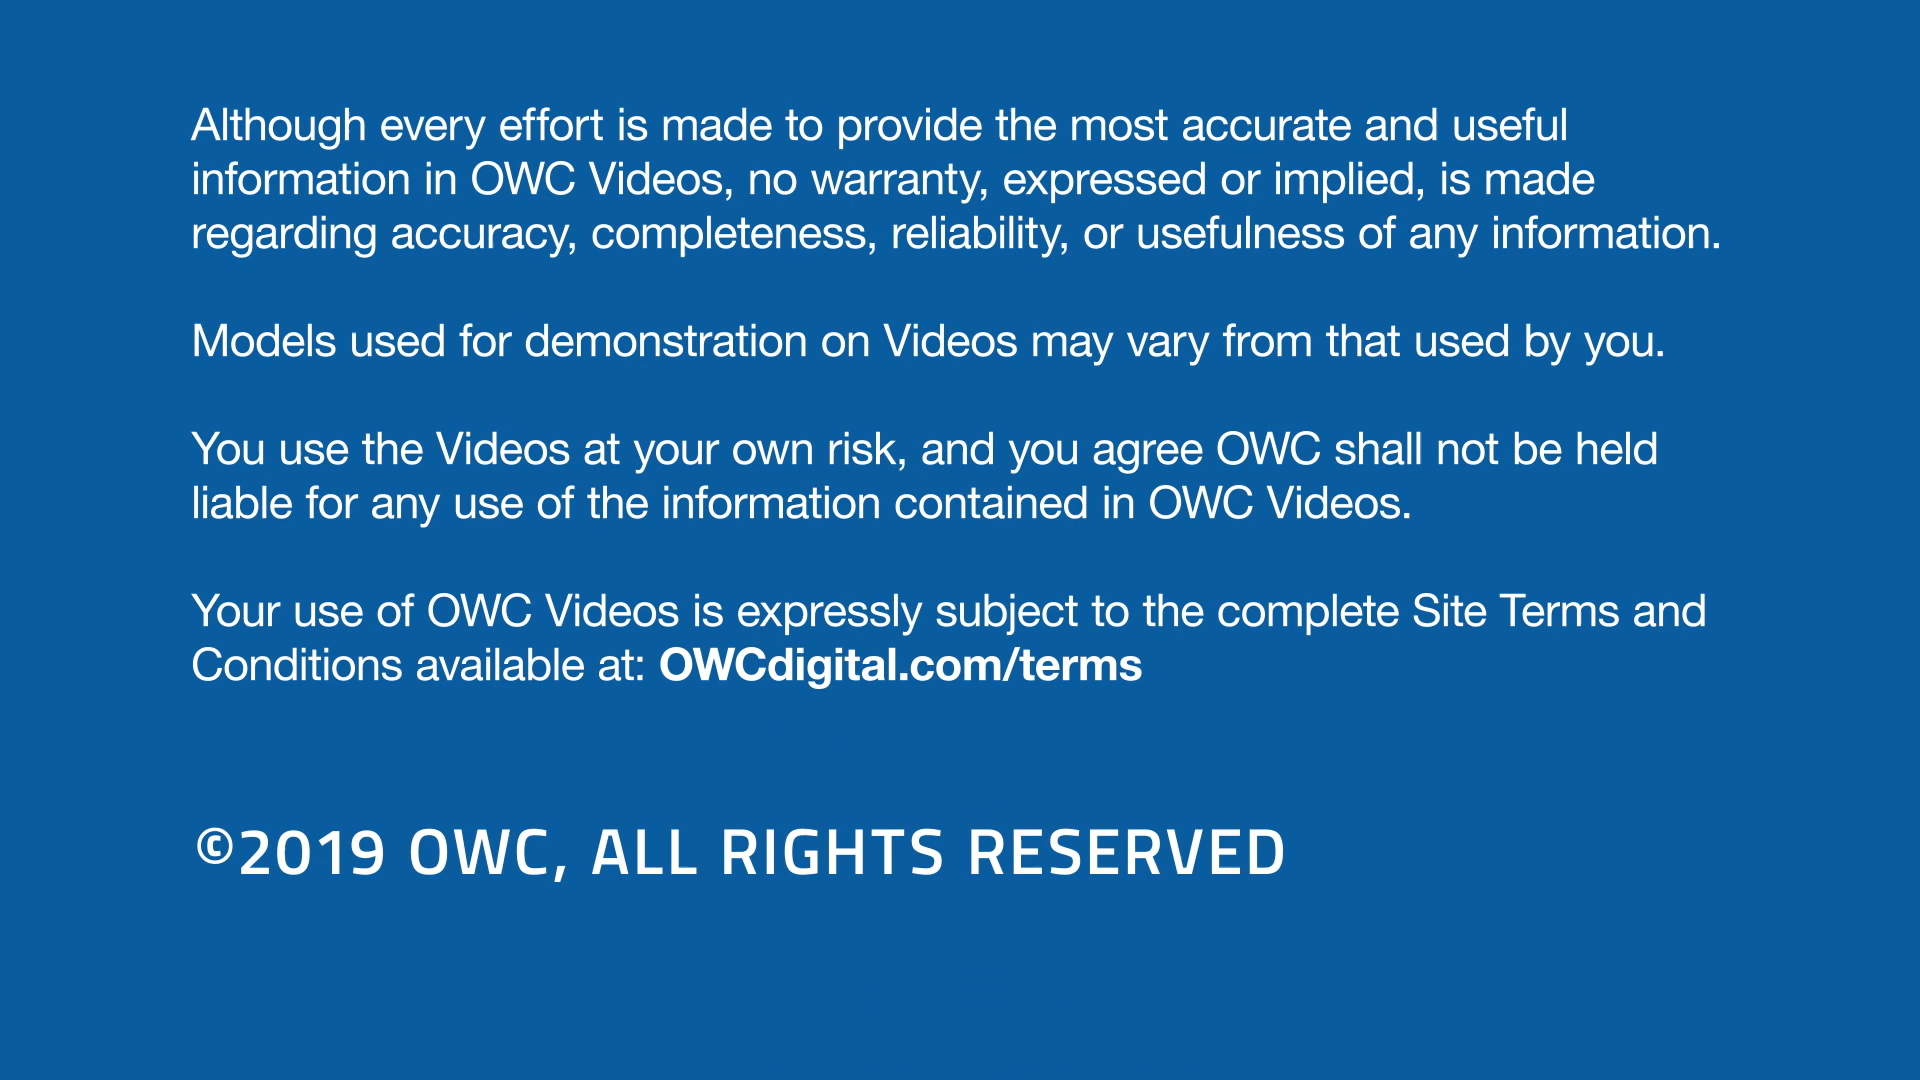 Although every effort is made to provide the most accurate and useful
information in OWC Videos, no warranty, expressed or implied, is made
regarding accuracy, completeness, reliability, or usefulness of any information.
Models used for demonstration on Videos may vary from that used by you.
You use the Videos at your own risk, and you agree OWC shall not be held
liable for any use of the information contained in OWC Videos.
Your use of OWC Videos is expressly subject to the complete Site Terms and
Conditions available at: OWCdigital.com/terms
©2019 OWC, ALL RIGHTS RESERVED